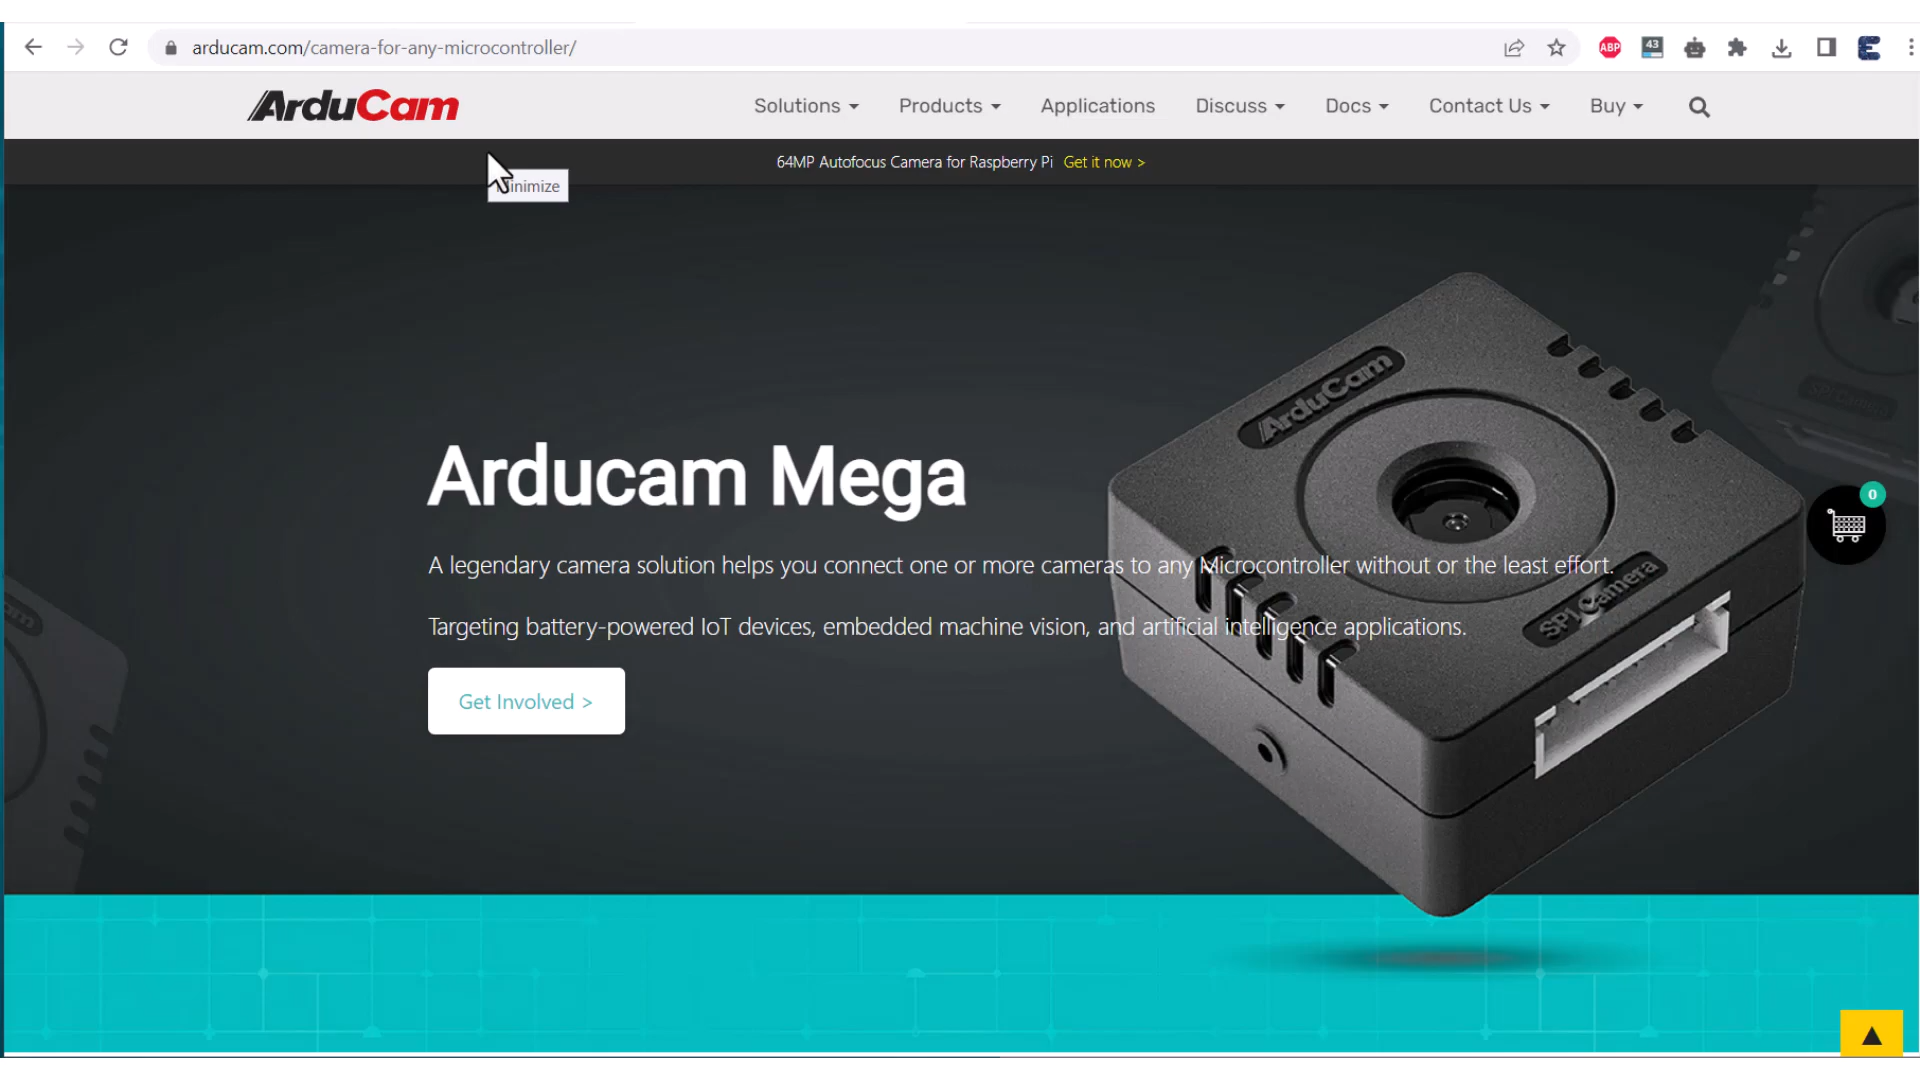 arducam.com/camera-for-any-microcontroller/
ABP
43
ArduCam
Solutions
Products
Applications
Discuss
Docs
Contact Us
Buy
64MP Autofocus Camera for Raspberry Pi Get it now >
ArduCam
Arducam Mega
0
A legendary camera solution helps you connect one or more cameras to any Microcontroller without or the least effort.
SPI Camera
Targeting battery-powered IoT devices, embedded machine vision, and artificial intelligence applications.
Get Involved >